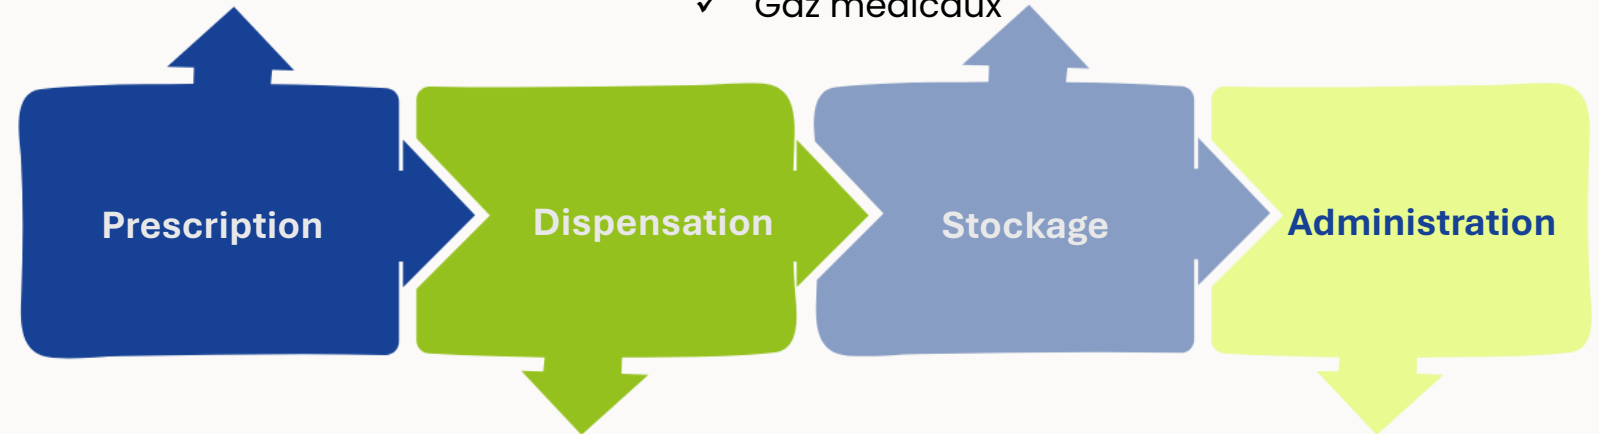 ✓ Gaz médicaux
Prescription
Dispensation
Stockage
Administration